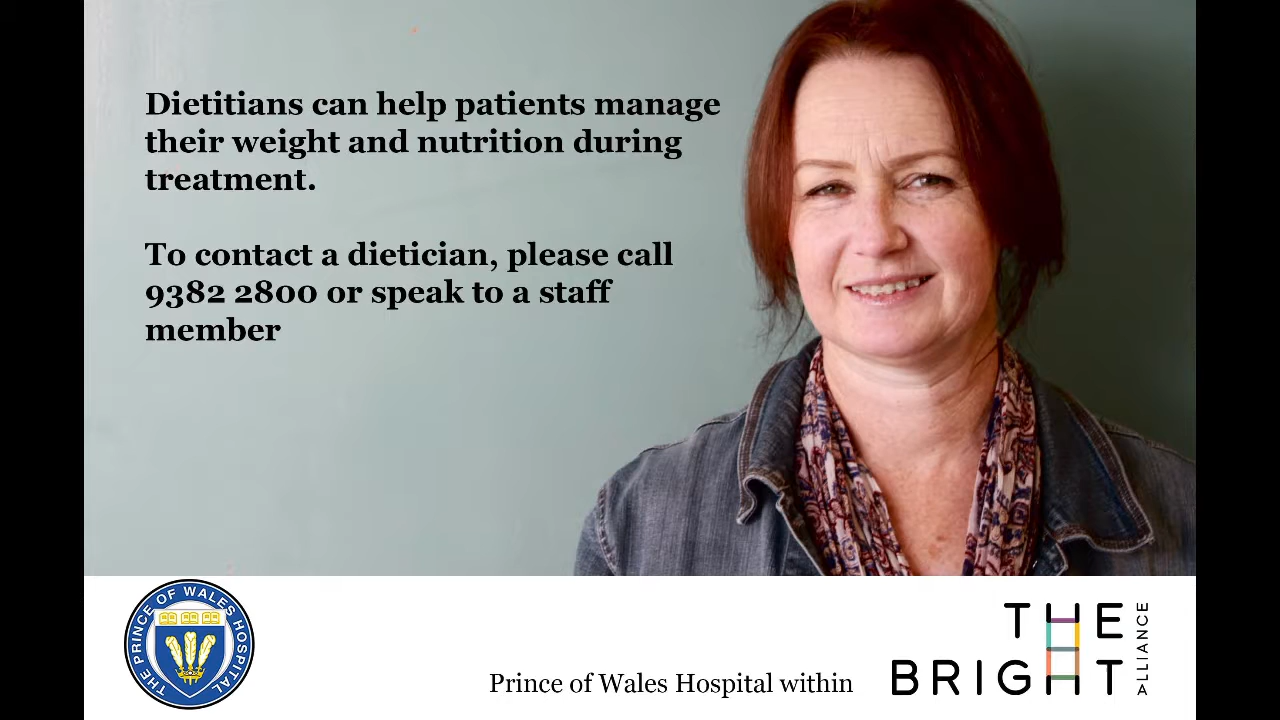 Dietitians can help patients manage
their weight and nutrition during
treatment.
To contact a dietician, please call
9382 2800 or speak to a staff
member
THE PRINCE OF WALES HOSPITAL
Prince of Wales Hospital within
THE
BRIGHT
ALLIANCE